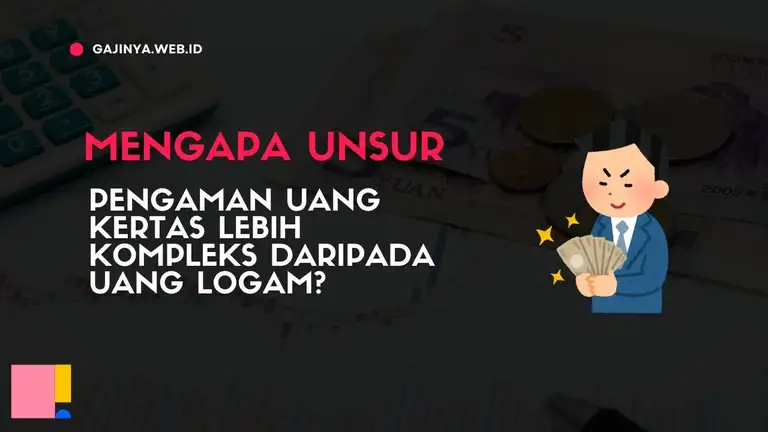 GAJINYA.WEB.ID
MENGAPA UNSUR
PENGAMAN UANG
KERTAS LEBIH
KOMPLEKS DARIPADA
UANG LOGAM?